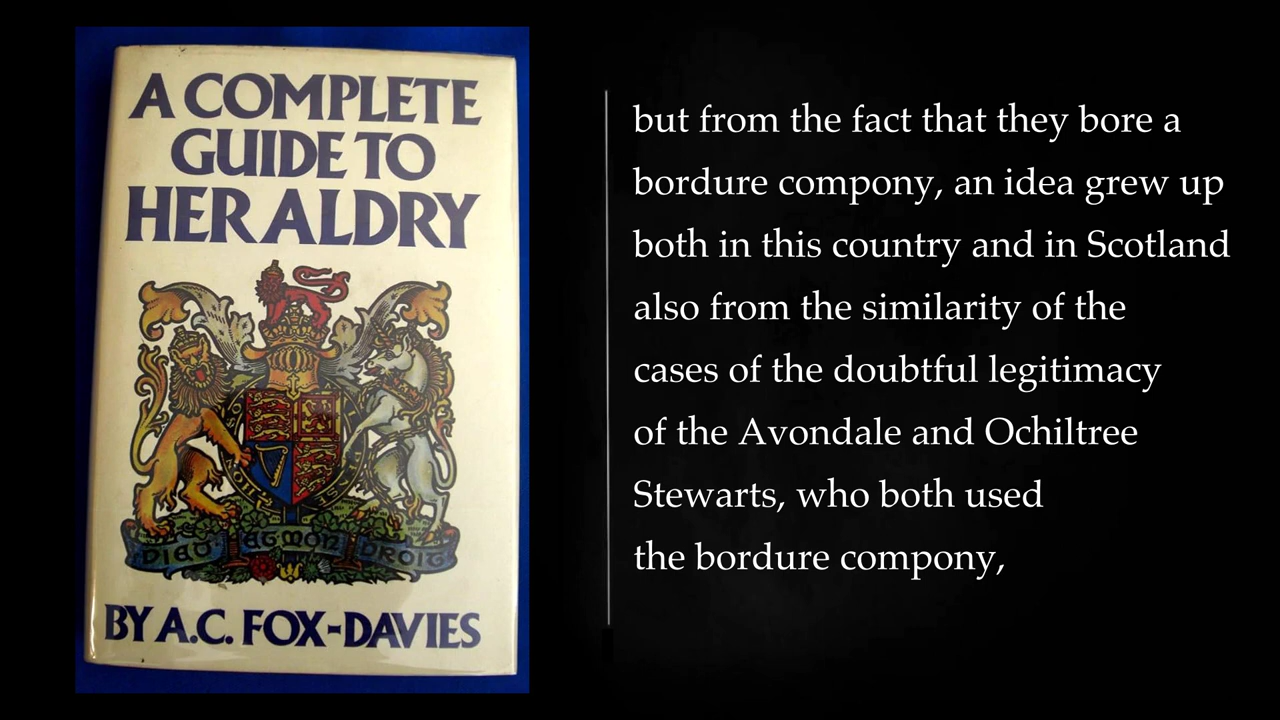 A COMPLETE
GUIDE TO
HERALDRY
DIEU ET MON DROIT
BY A.C. FOX-DAVIES
but from the fact that they bore a
bordure compony, an idea grew up
both in this country and in Scotland
also from the similarity of the
cases of the doubtful legitimacy
of the Avondale and Ochiltree
Stewarts, who both used
the bordure compony,